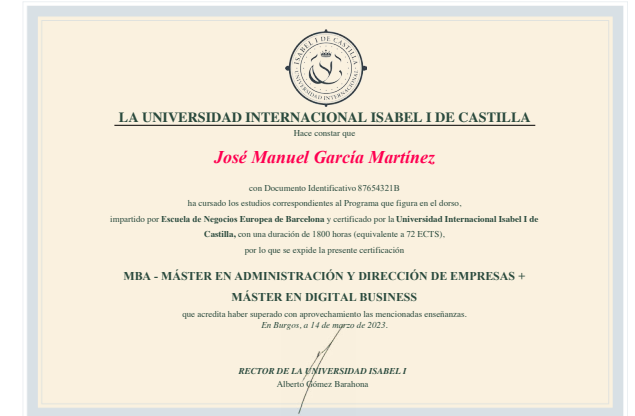 ISABEL I DE CASTILLA
UNIVERSIDAD INTERNACIONAL
LA UNIVERSIDAD INTERNACIONAL ISABEL I DE CASTILLA
Hace constar que
José Manuel García Martínez
con Documento Identificativo 87654321B
ha cursado los estudios correspondientes al Programa que figura en el dorso,
impartido por Escuela de Negocios Europea de Barcelona y certificado por la Universidad Internacional Isabel I de
Castilla, con una duración de 1800 horas (equivalente a 72 ECTS),
por lo que se expide la presente certificación
MBA - MÁSTER EN ADMINISTRACIÓN Y DIRECCIÓN DE EMPRESAS +
MÁSTER EN DIGITAL BUSINESS
que acredita haber superado con aprovechamiento las mencionadas enseñanzas.
En Burgos, a 14 de marzo de 2023.
RECTOR DE LA UNIVERSIDAD ISABEL I
Alberto Gómez Barahona